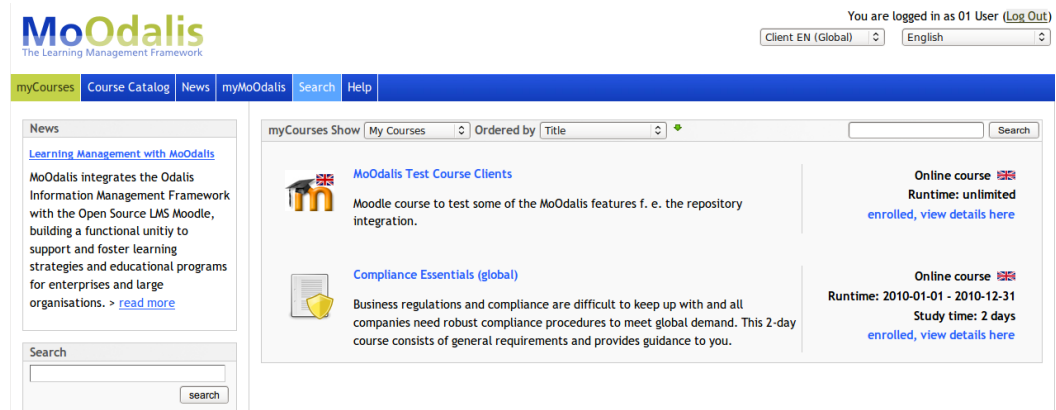 MoOdalis
The Learning Management Framework
You are logged in as 01 User (Log Out)
Client EN (Global) English
myCourses Course Catalog News myMoOdalis Search Help
News
Learning Management with MoOdalis
MoOdalis integrates the Odalis
Information Management Framework
with the Open Source LMS Moodle,
building a functional unitiy to
support and foster learning
strategies and educational programs
for enterprises and large
organisations. > read more
Search
search
myCourses Show My Courses Ordered by Title Search
MoOdalis Test Course Clients
Moodle course to test some of the MoOdalis features f. e. the repository
integration.
Online course
Runtime: unlimited
enrolled, view details here
Compliance Essentials (global)
Business regulations and compliance are difficult to keep up with and all
companies need robust compliance procedures to meet global demand. This 2-day
course consists of general requirements and provides guidance to you.
Online course
Runtime: 2010-01-01 - 2010-12-31
Study time: 2 days
enrolled, view details here